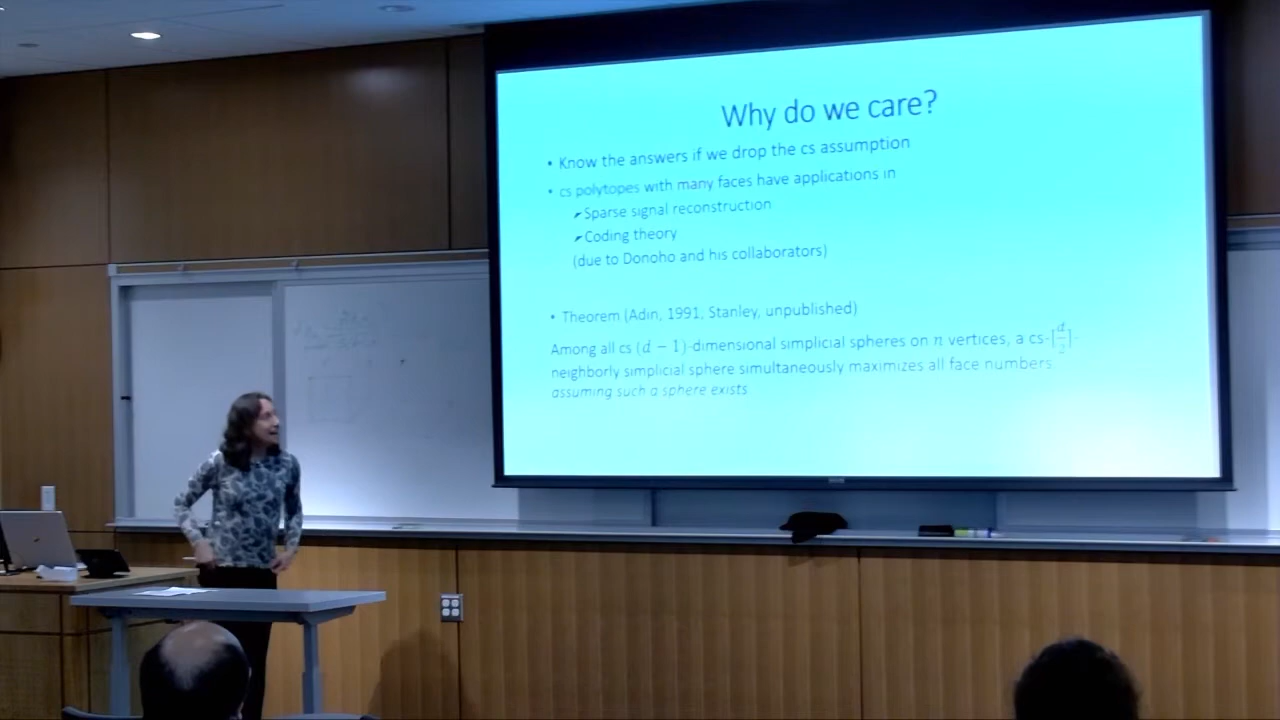 Why do we care?
• Know the answers if we drop the cs assumption
• cs polytopes with many faces have applications in
Sparse signal reconstruction
Coding theory
(due to Donoho and his collaborators)
• Theorem (Adin, 1991, Stanley, unpublished)
Among all cs (d − 1)-dimensional simplicial spheres on n vertices, a cs-⌊d/2⌋-
neighborly simplicial sphere simultaneously maximizes all face numbers
assuming such a sphere exists